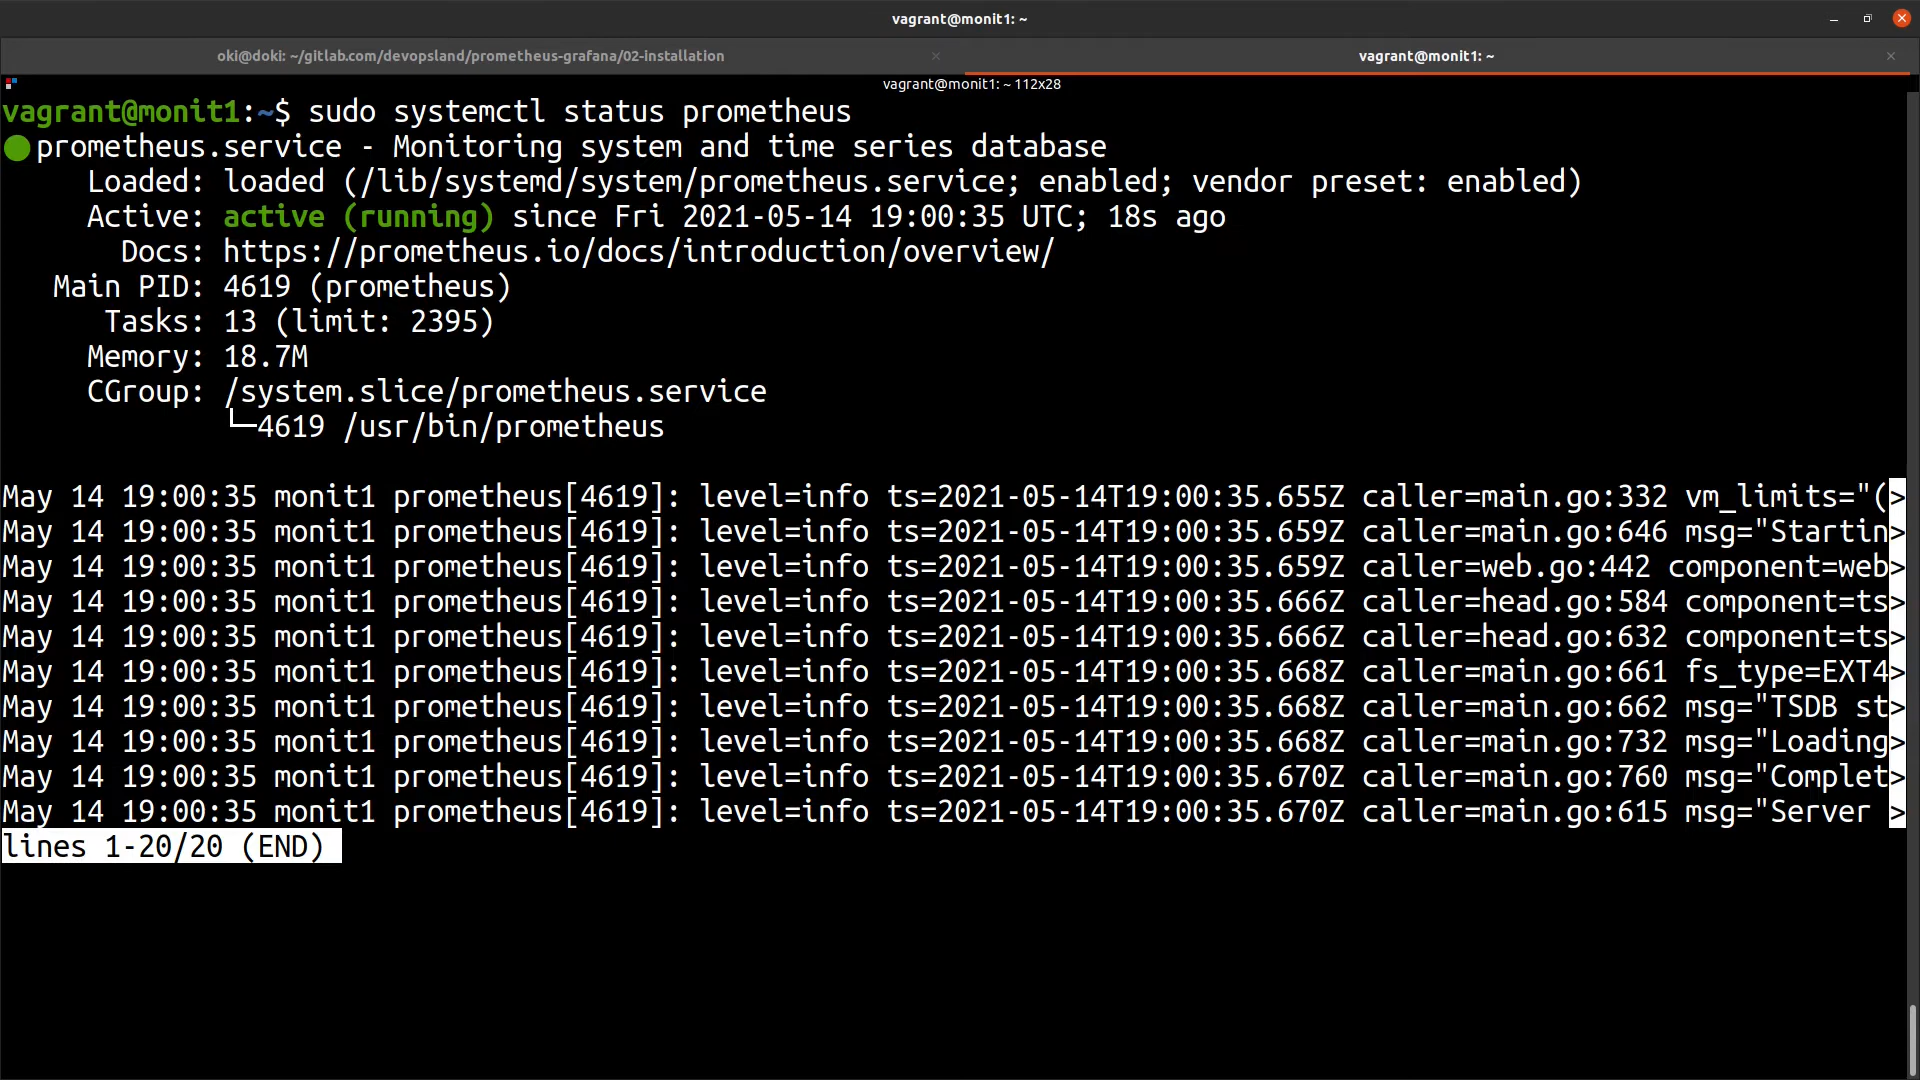 vagrant@monit1: ~
oki@doki: ~/gitlab.com/devopsland/prometheus-grafana/02-installation
vagrant@monit1: ~
vagrant@monit1: ~ 112x28
vagrant@monit1:~$ sudo systemctl status prometheus
prometheus.service - Monitoring system and time series database
Loaded: loaded (/lib/systemd/system/prometheus.service; enabled; vendor preset: enabled)
Active: active (running) since Fri 2021-05-14 19:00:35 UTC; 18s ago
Docs: https://prometheus.io/docs/introduction/overview/
Main PID: 4619 (prometheus)
Tasks: 13 (limit: 2395)
Memory: 18.7M
CGroup: /system.slice/prometheus.service
└─4619 /usr/bin/prometheus
May 14 19:00:35 monit1 prometheus[4619]: level=info ts=2021-05-14T19:00:35.655Z caller=main.go:332 vm_limits="(>
May 14 19:00:35 monit1 prometheus[4619]: level=info ts=2021-05-14T19:00:35.659Z caller=main.go:646 msg="Startin>
May 14 19:00:35 monit1 prometheus[4619]: level=info ts=2021-05-14T19:00:35.659Z caller=web.go:442 component=web>
May 14 19:00:35 monit1 prometheus[4619]: level=info ts=2021-05-14T19:00:35.666Z caller=head.go:584 component=ts>
May 14 19:00:35 monit1 prometheus[4619]: level=info ts=2021-05-14T19:00:35.666Z caller=head.go:632 component=ts>
May 14 19:00:35 monit1 prometheus[4619]: level=info ts=2021-05-14T19:00:35.668Z caller=main.go:661 fs_type=EXT4>
May 14 19:00:35 monit1 prometheus[4619]: level=info ts=2021-05-14T19:00:35.668Z caller=main.go:662 msg="TSDB st>
May 14 19:00:35 monit1 prometheus[4619]: level=info ts=2021-05-14T19:00:35.668Z caller=main.go:732 msg="Loading>
May 14 19:00:35 monit1 prometheus[4619]: level=info ts=2021-05-14T19:00:35.670Z caller=main.go:760 msg="Complet>
May 14 19:00:35 monit1 prometheus[4619]: level=info ts=2021-05-14T19:00:35.670Z caller=main.go:615 msg="Server >
lines 1-20/20 (END)